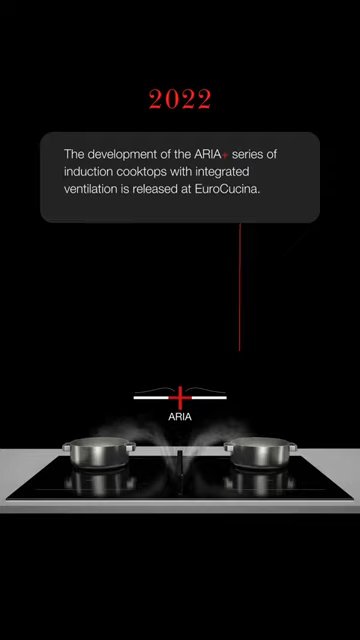 2022
The development of the ARIA+ series of
induction cooktops with integrated
ventilation is released at EuroCucina.
ARIA